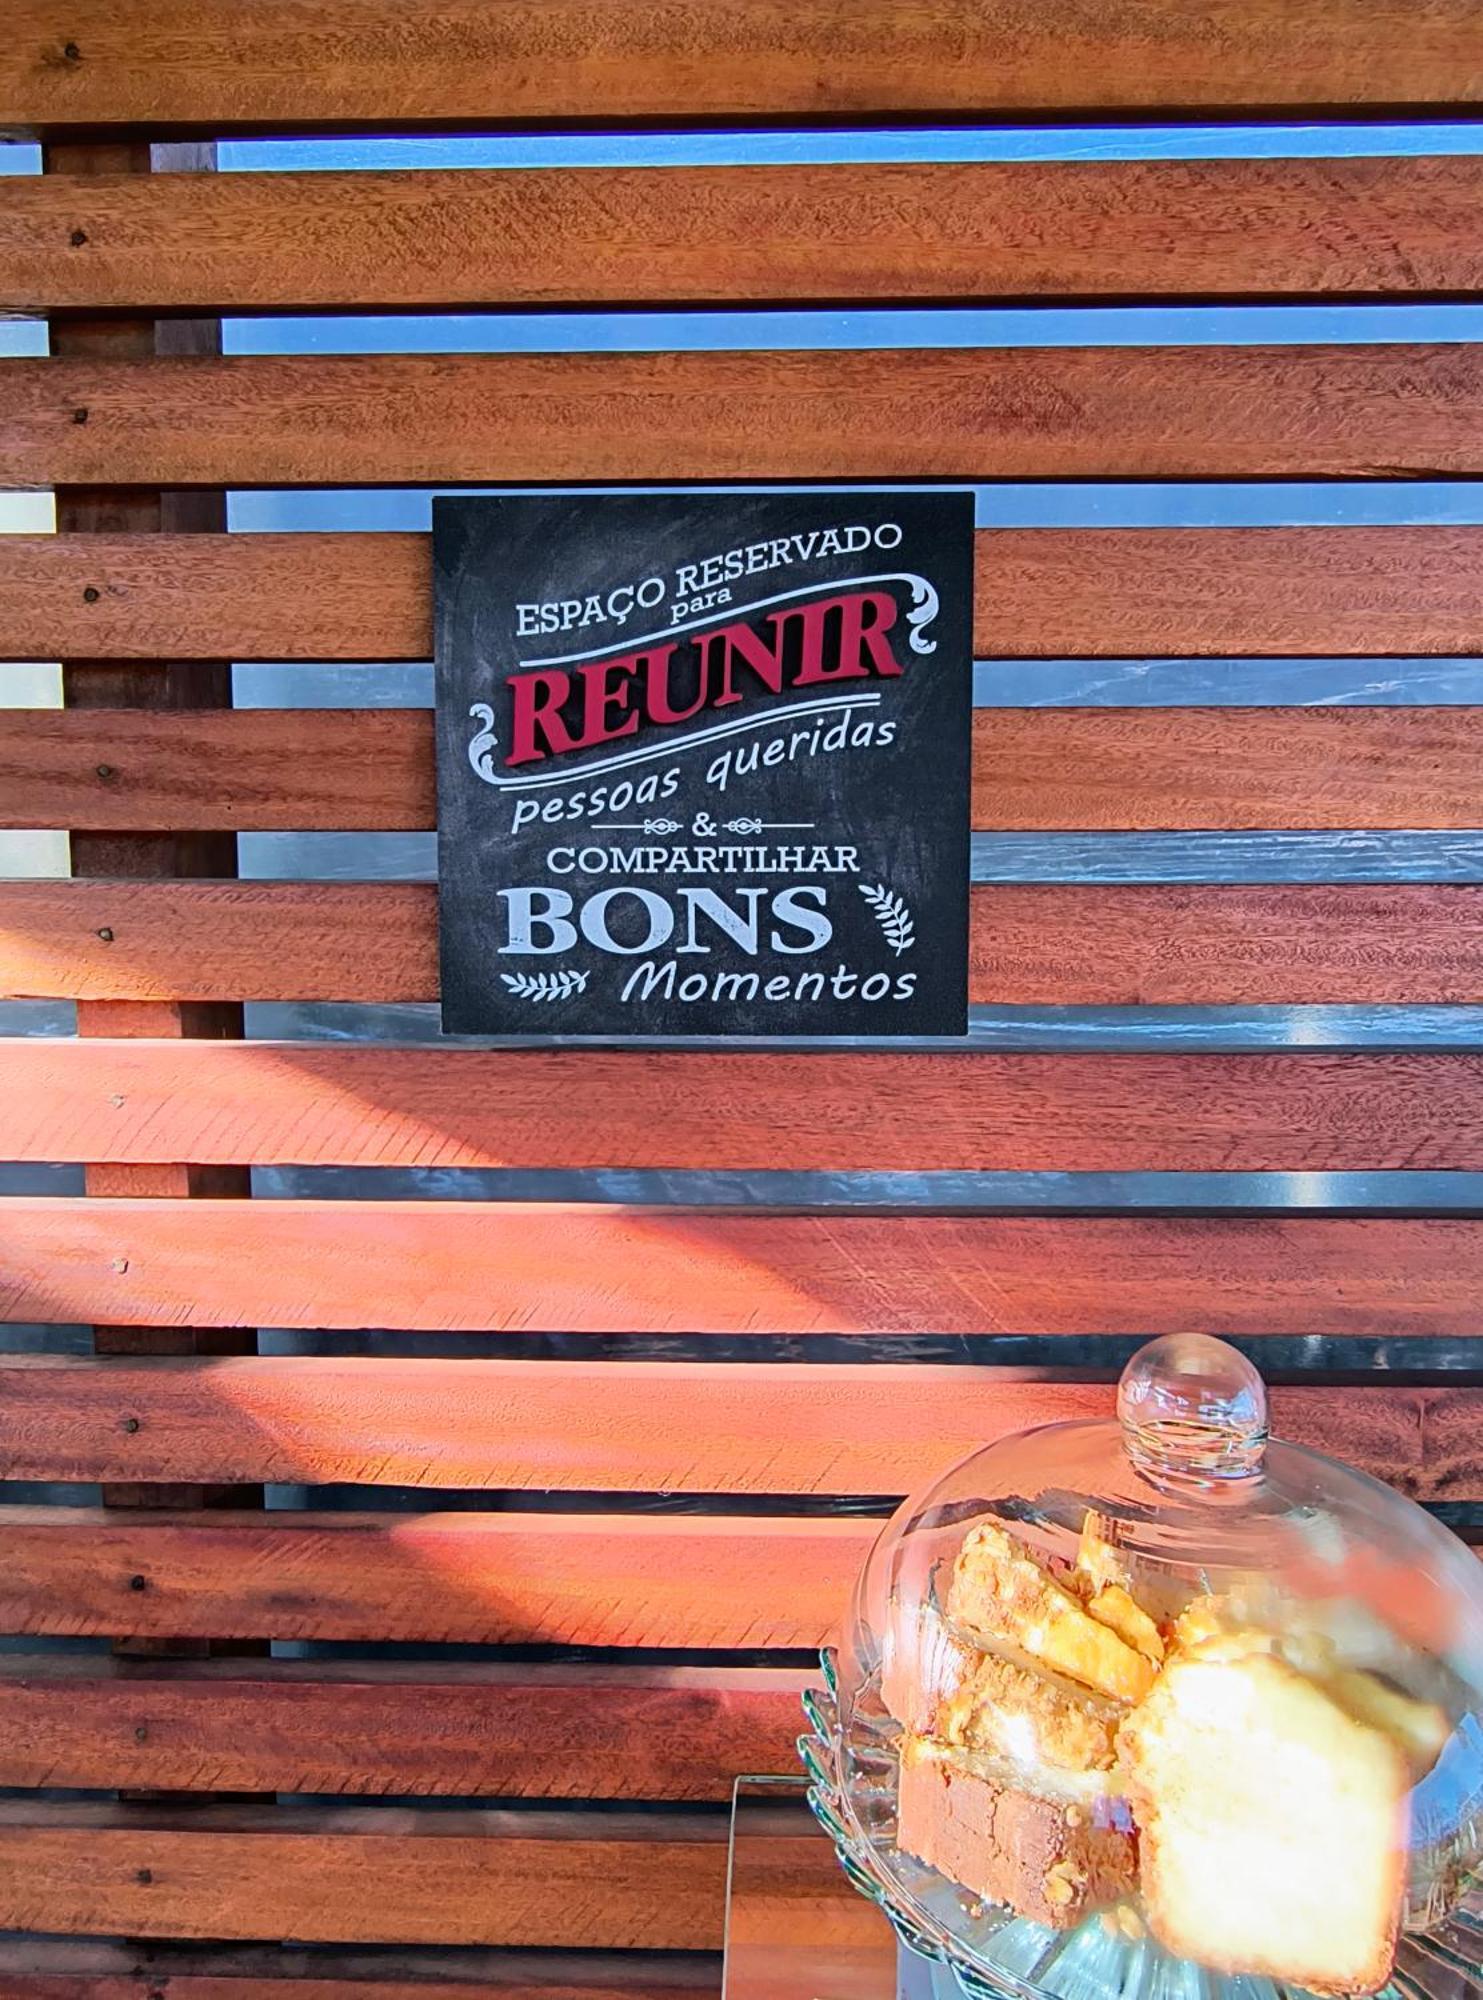 ESPAÇO RESERVADO
para
REUNIR
pessoas queridas
&
COMPARTILHAR
BONS
Momentos